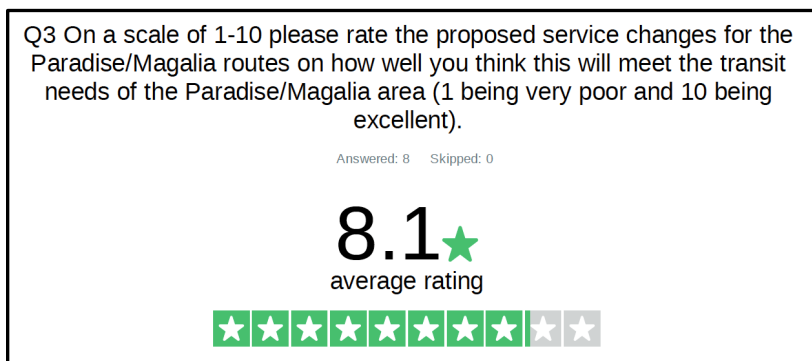 Q3 On a scale of 1-10 please rate the proposed service changes for the
Paradise/Magalia routes on how well you think this will meet the transit
needs of the Paradise/Magalia area (1 being very poor and 10 being
excellent).
Answered: 8 Skipped: 0
8.1
average rating